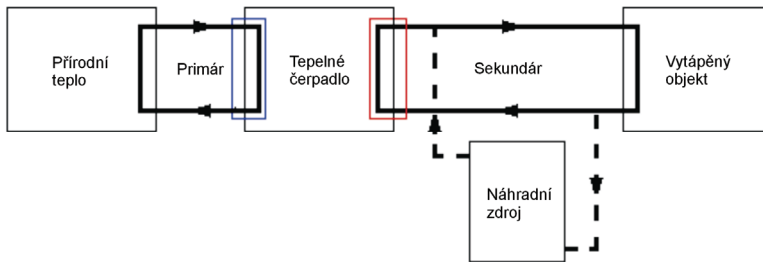 Přírodní
teplo
Primár
Tepelné
čerpadlo
Sekundár
Vytápěný
objekt
Náhradní
zdroj